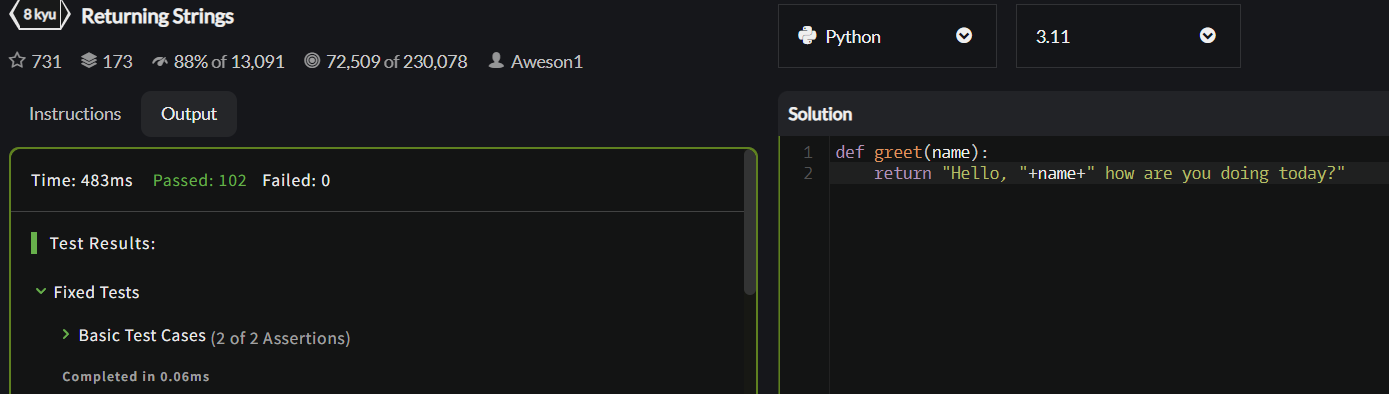 8 kyu Returning Strings
731 173 88% of 13,091 72,509 of 230,078 Aweson1
Instructions Output
Time: 483ms Passed: 102 Failed: 0
Test Results:
Fixed Tests
Basic Test Cases (2 of 2 Assertions)
Completed in 0.06ms
Python 3.11
Solution
1 def greet(name):
2 return "Hello, "+name+" how are you doing today?"